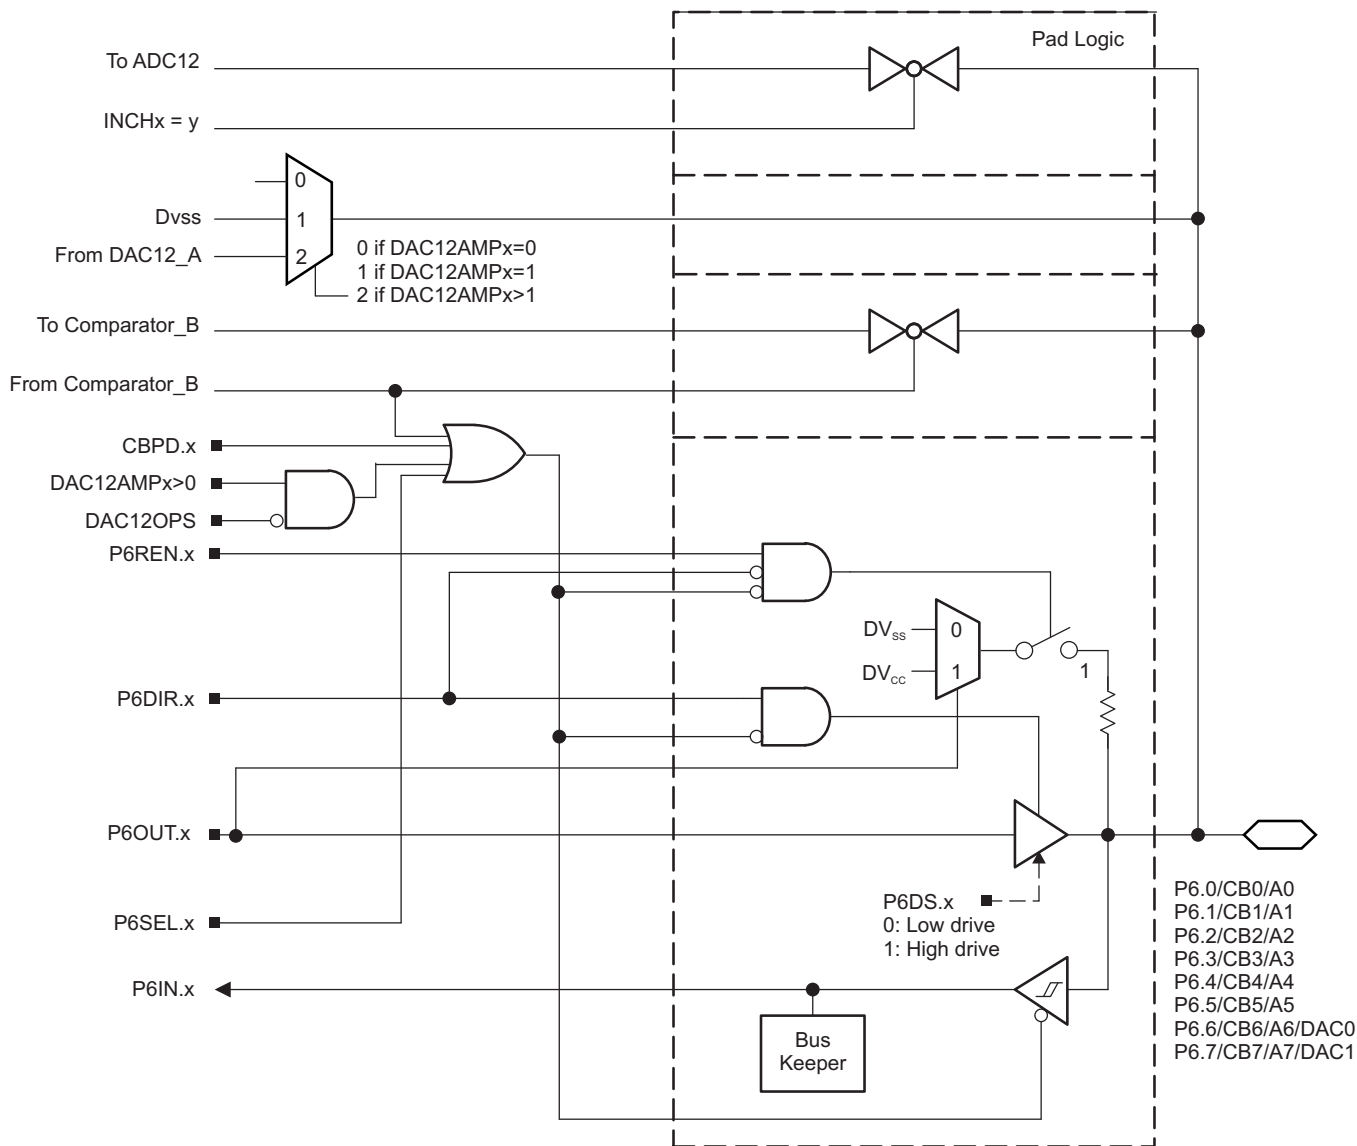 Pad Logic
To ADC12
INCHx = y
0
Dvss
1
From DAC12_A
2
0 if DAC12AMPx=0
1 if DAC12AMPx=1
2 if DAC12AMPx>1
To Comparator_B
From Comparator_B
CBPD.x
DAC12AMPx>0
DAC12OPS
P6REN.x
DVSS
0
DVCC
1
1
P6DIR.x
P6OUT.x
P6DS.x
0: Low drive
1: High drive
P6SEL.x
P6IN.x
Bus
Keeper
P6.0/CB0/A0
P6.1/CB1/A1
P6.2/CB2/A2
P6.3/CB3/A3
P6.4/CB4/A4
P6.5/CB5/A5
P6.6/CB6/A6/DAC0
P6.7/CB7/A7/DAC1